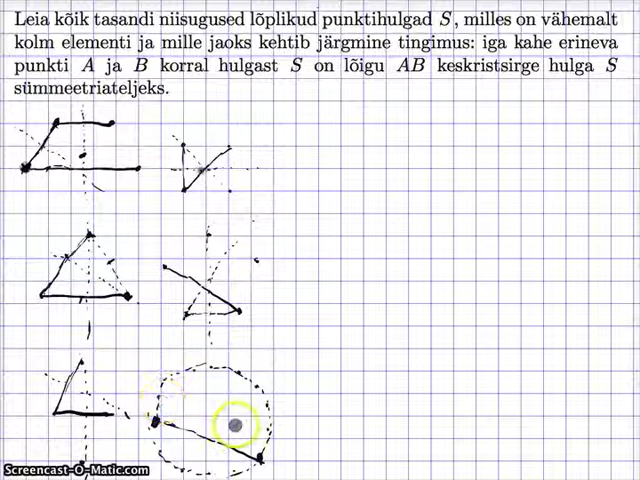 Leia kõik tasandi niisugused lõplikud punktihulgad S, milles on vähemalt
kolm elementi ja mille jaoks kehtib järgmine tingimus: iga kahe erineva
punkti A ja B korral hulgast S on lõigu AB keskristsirge hulga S
sümmeetriateljeks.
Screencast-O-Matic.com